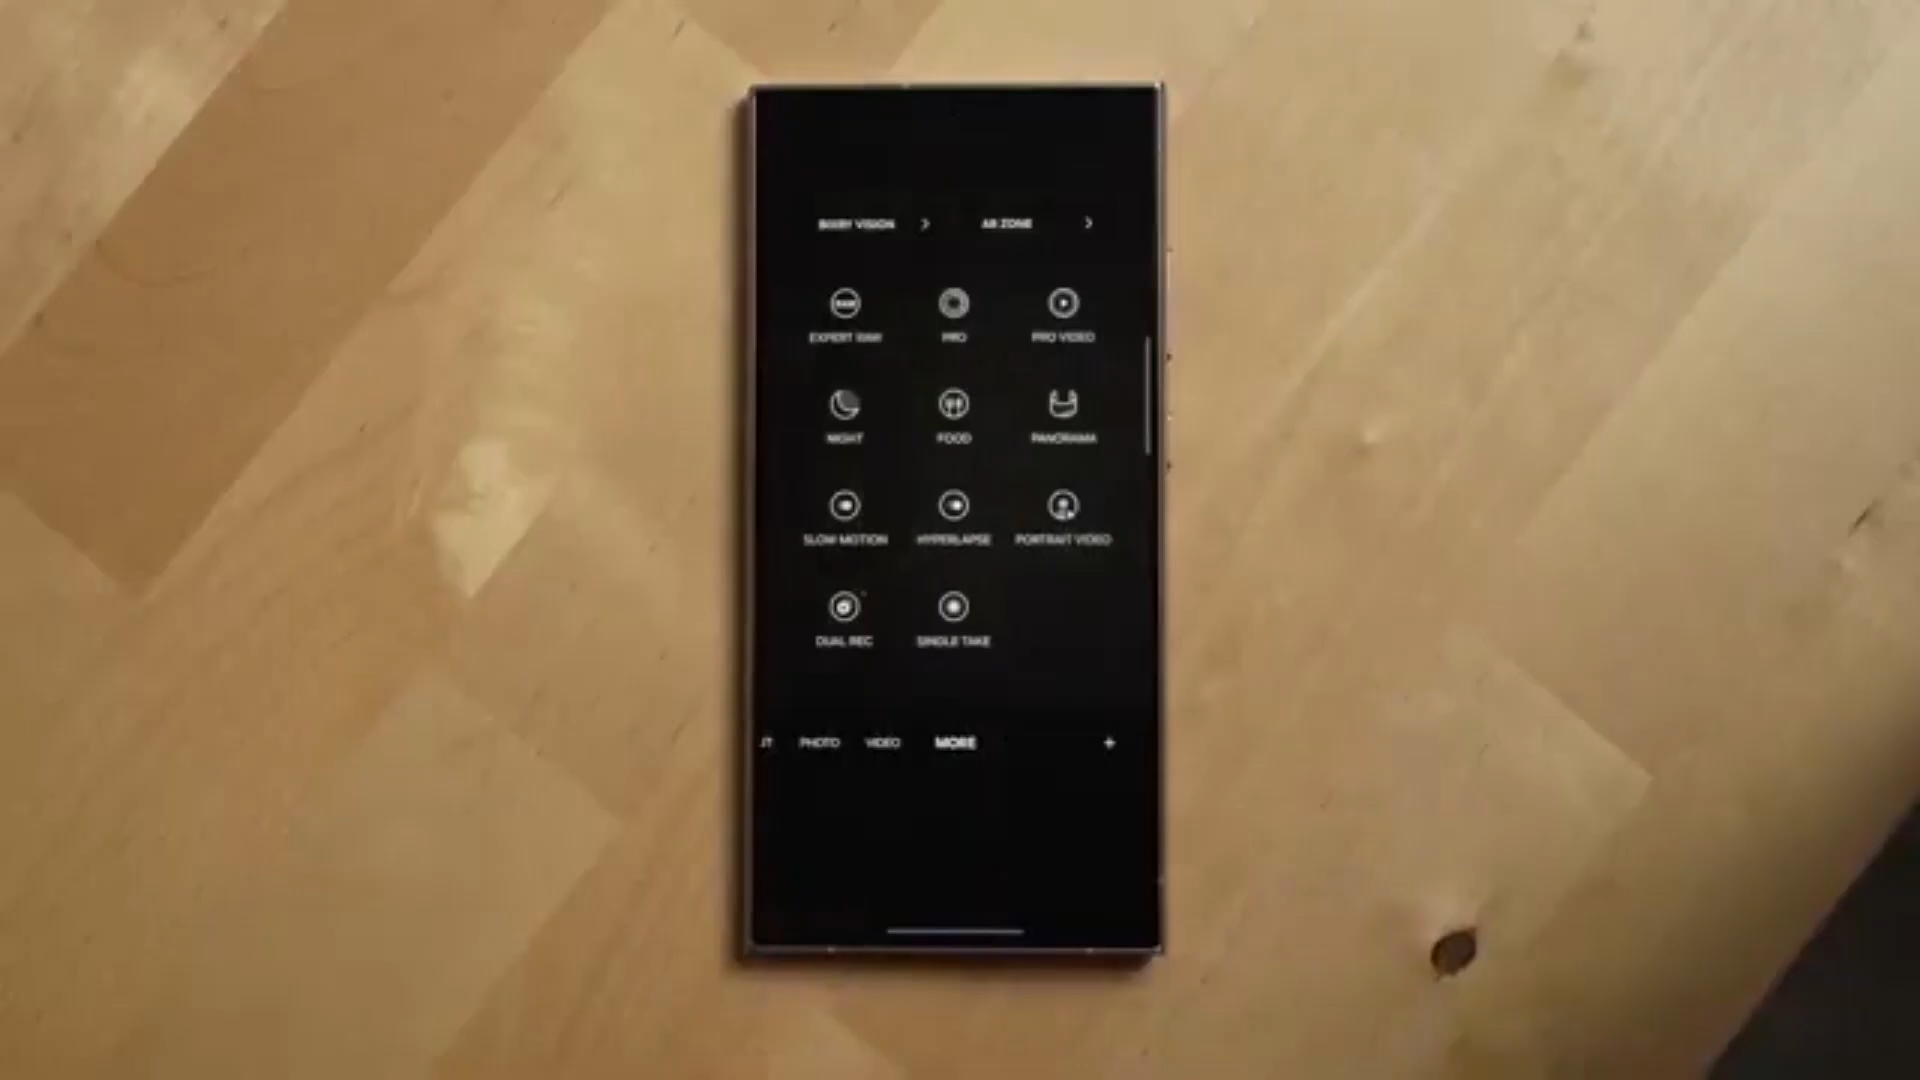 BIXBY VISION > AR ZONE >
RAW
EXPERT RAW PRO PRO VIDEO
NIGHT FOOD PANORAMA
SLOW MOTION HYPERLAPSE PORTRAIT VIDEO
DUAL REC SINGLE TAKE
PHOTO VIDEO MORE +